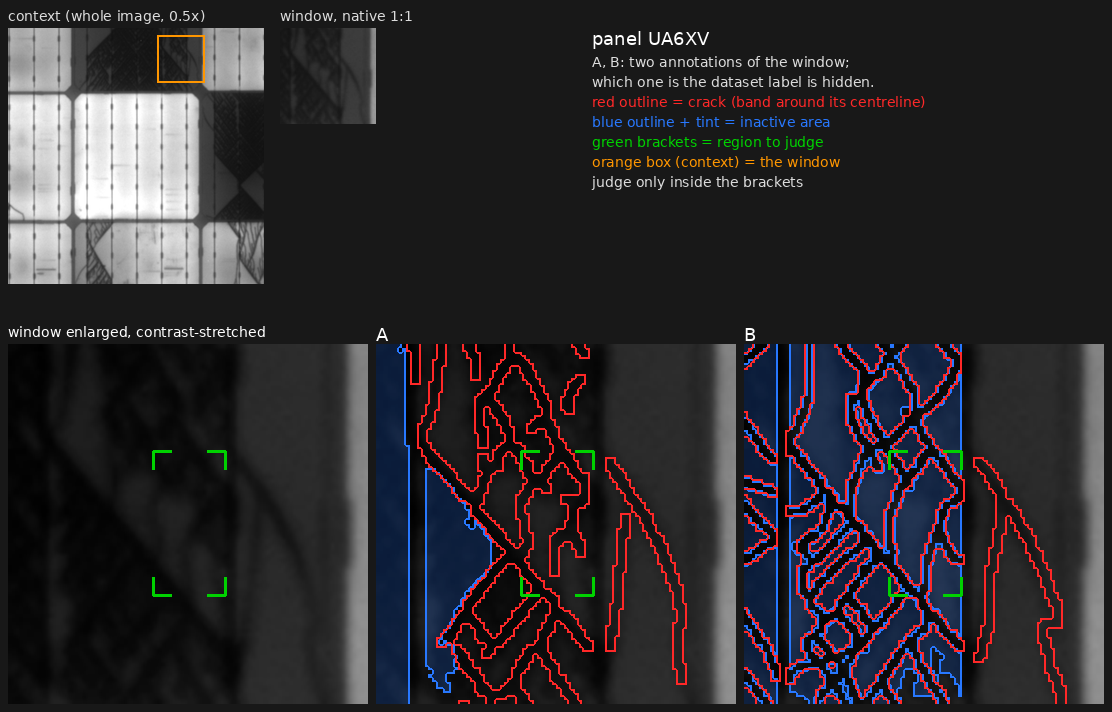 context (whole image, 0.5x)
window, native 1:1
panel UA6XV
A, B: two annotations of the window;
which one is the dataset label is hidden.
red outline = crack (band around its centreline)
blue outline + tint = inactive area
green brackets = region to judge
orange box (context) = the window
judge only inside the brackets
window enlarged, contrast-stretched
A
B